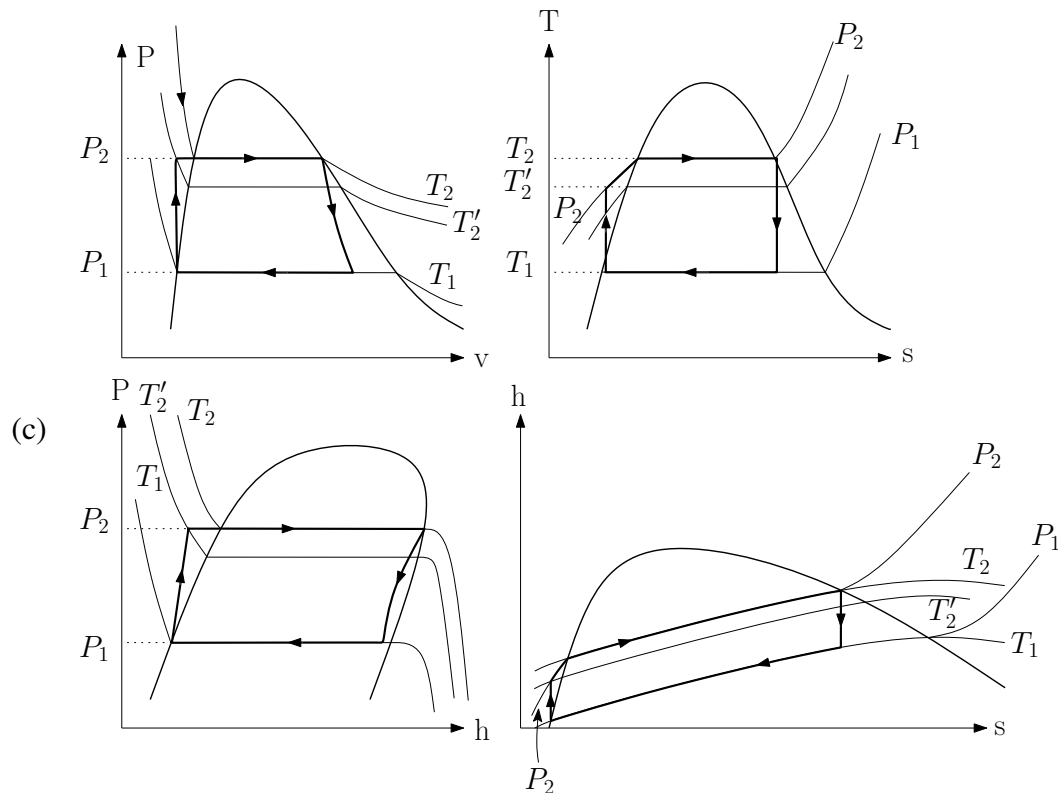 P
P₂
P₁
T₂
T₂′
T₁
v
T
T₂
T₂′
T₁
P₂
P₂
P₁
s
(c)
P
T₂′
T₂
T₁
P₂
P₁
h
h
P₂
P₁
T₂
T₂′
T₁
P₂
s